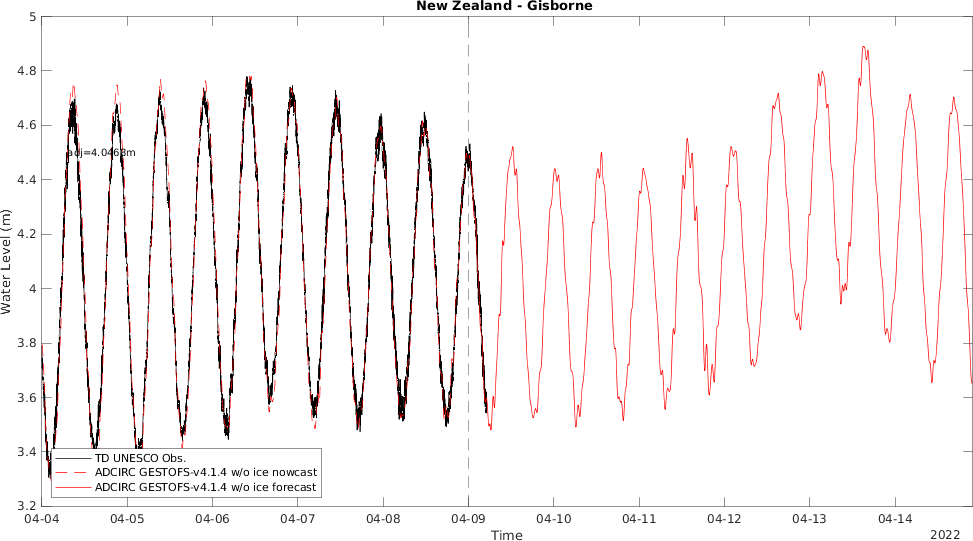 New Zealand - Gisborne
5
4.8
4.6
adj=4.0463m
4.4
4.2
4
3.8
3.6
3.4
3.2
Water Level (m)
TD UNESCO Obs.
ADCIRC GESTOFS-v4.1.4 w/o ice nowcast
ADCIRC GESTOFS-v4.1.4 w/o ice forecast
04-04 04-05 04-06 04-07 04-08 04-09 04-10 04-11 04-12 04-13 04-14
Time
2022